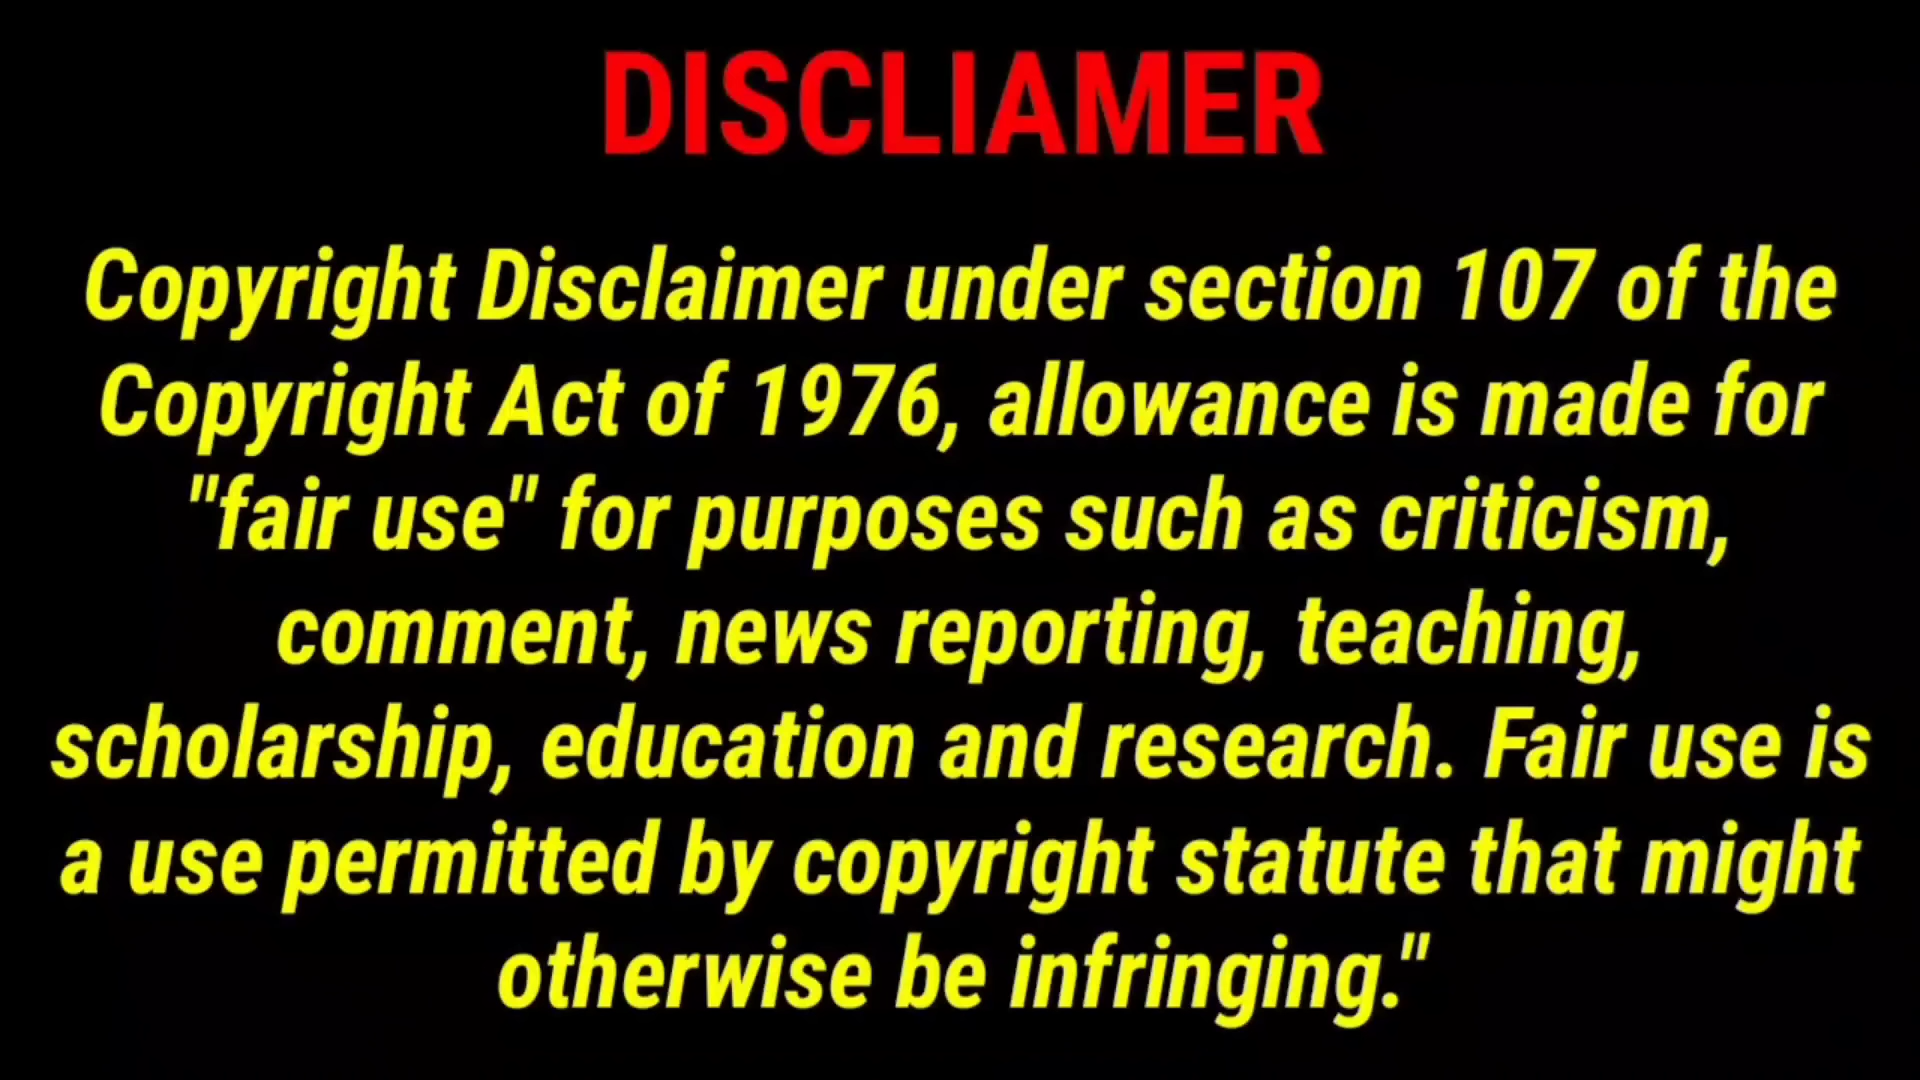 DISCLIAMER
Copyright Disclaimer under section 107 of the
Copyright Act of 1976, allowance is made for
"fair use" for purposes such as criticism,
comment, news reporting, teaching,
scholarship, education and research. Fair use is
a use permitted by copyright statute that might
otherwise be infringing."